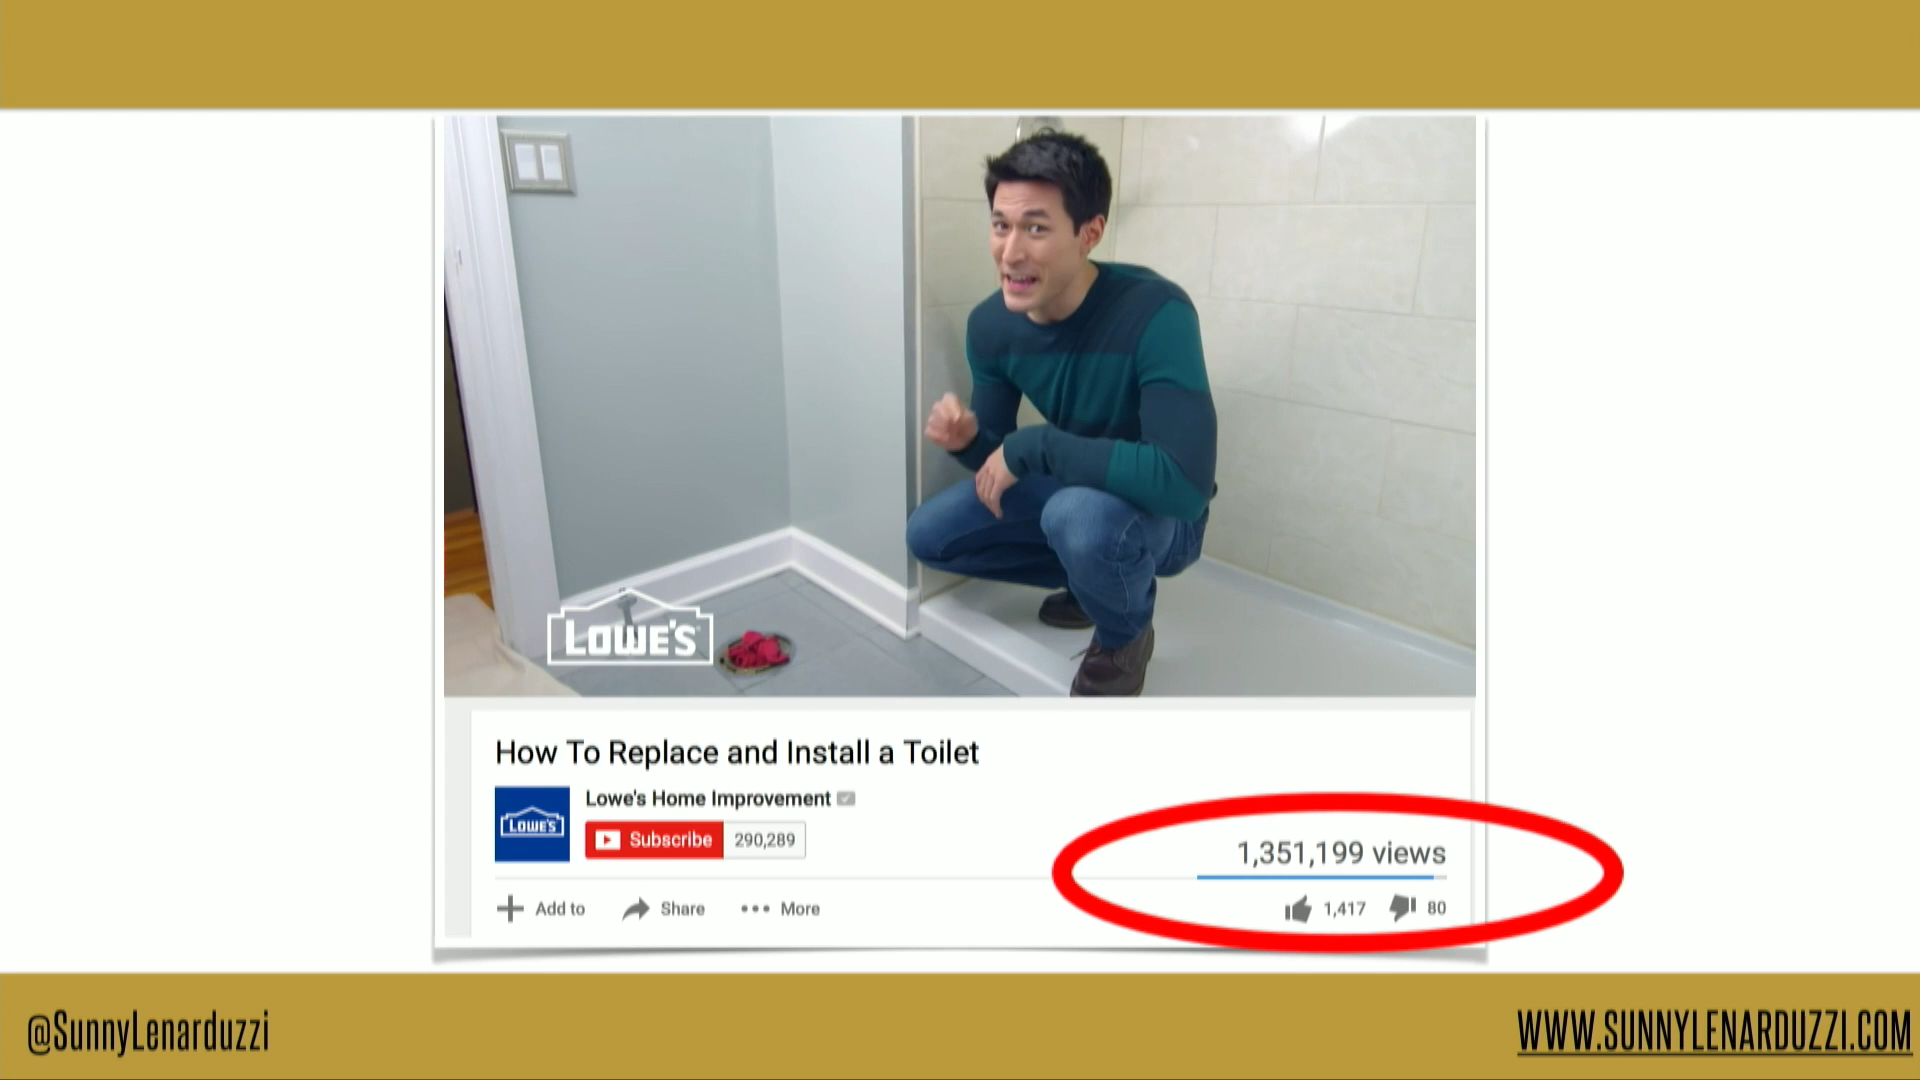 LOWE'S
How To Replace and Install a Toilet
LOWE'S
Lowe's Home Improvement
Subscribe 290,289
1,351,199 views
Add to Share More 1,417 80
@SunnyLenarduzzi
WWW.SUNNYLENARDUZZI.COM